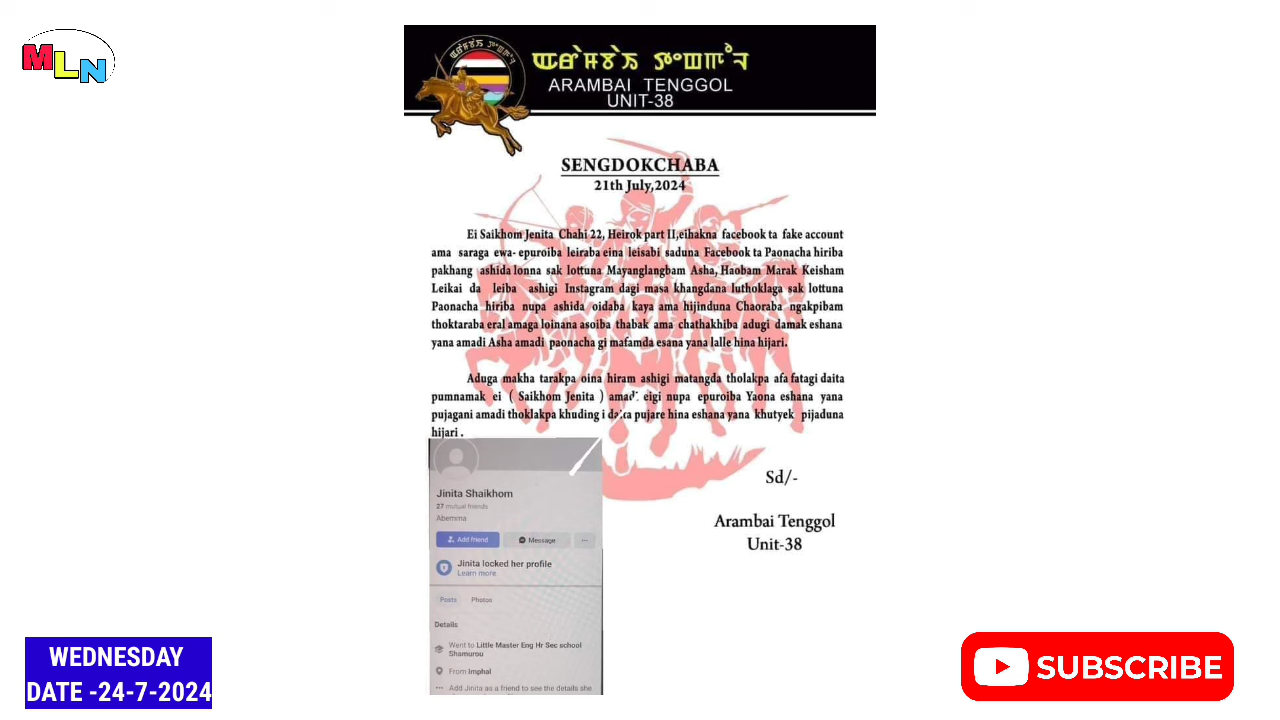 MLN
ꯑꯔꯥꯝꯕꯥꯏ ꯇꯦꯡꯒꯣꯜ
ARAMBAI TENGGOL
UNIT-38
SENGDOKCHABA
21th July,2024
Ei Saikhom Jenita Chahi 22, Heirok part II,eihakna facebook ta fake account
ama saraga ewa- epuroiba leiraba eina leisabi saduna Facebook ta Paonacha hiriba
pakhang ashida lonna sak lottuna Mayanglangbam Asha, Haobam Marak Keisham
Leikai da leiba ashigi Instagram dagi masa khangdana luthoklaga sak lottuna
Paonacha hiriba nupa ashida oidaba kaya ama hijinduna Chaoraba ngakpibam
thoktaraba eral amaga loinana asoiba thabak ama chathakhiba adugi damak eshana
yana amadi Asha amadi paonacha gi mafamda esana yana lalle hina hijari.
Aduga makha tarakpa oina hiram ashigi matangda tholakpa afa fatagi daita
pumnamak ei ( Saikhom Jenita ) amadi eigi nupa epuroiba Yaona eshana yana
pujagani amadi thoklakpa khuding i daita pujare hina eshana yana khutyek pijaduna
hijari .
Sd/-
Arambai Tenggol
Unit-38
Jinita Shaikhom
27 mutual friends
Abemma
Add friend
Message
Jinita locked her profile
Learn more
Posts Photos
Details
Went to Little Master Eng Hr Sec school
Shamurou
From Imphal
Add Jinita as a friend to see the details she
WEDNESDAY
DATE -24-7-2024
SUBSCRIBE